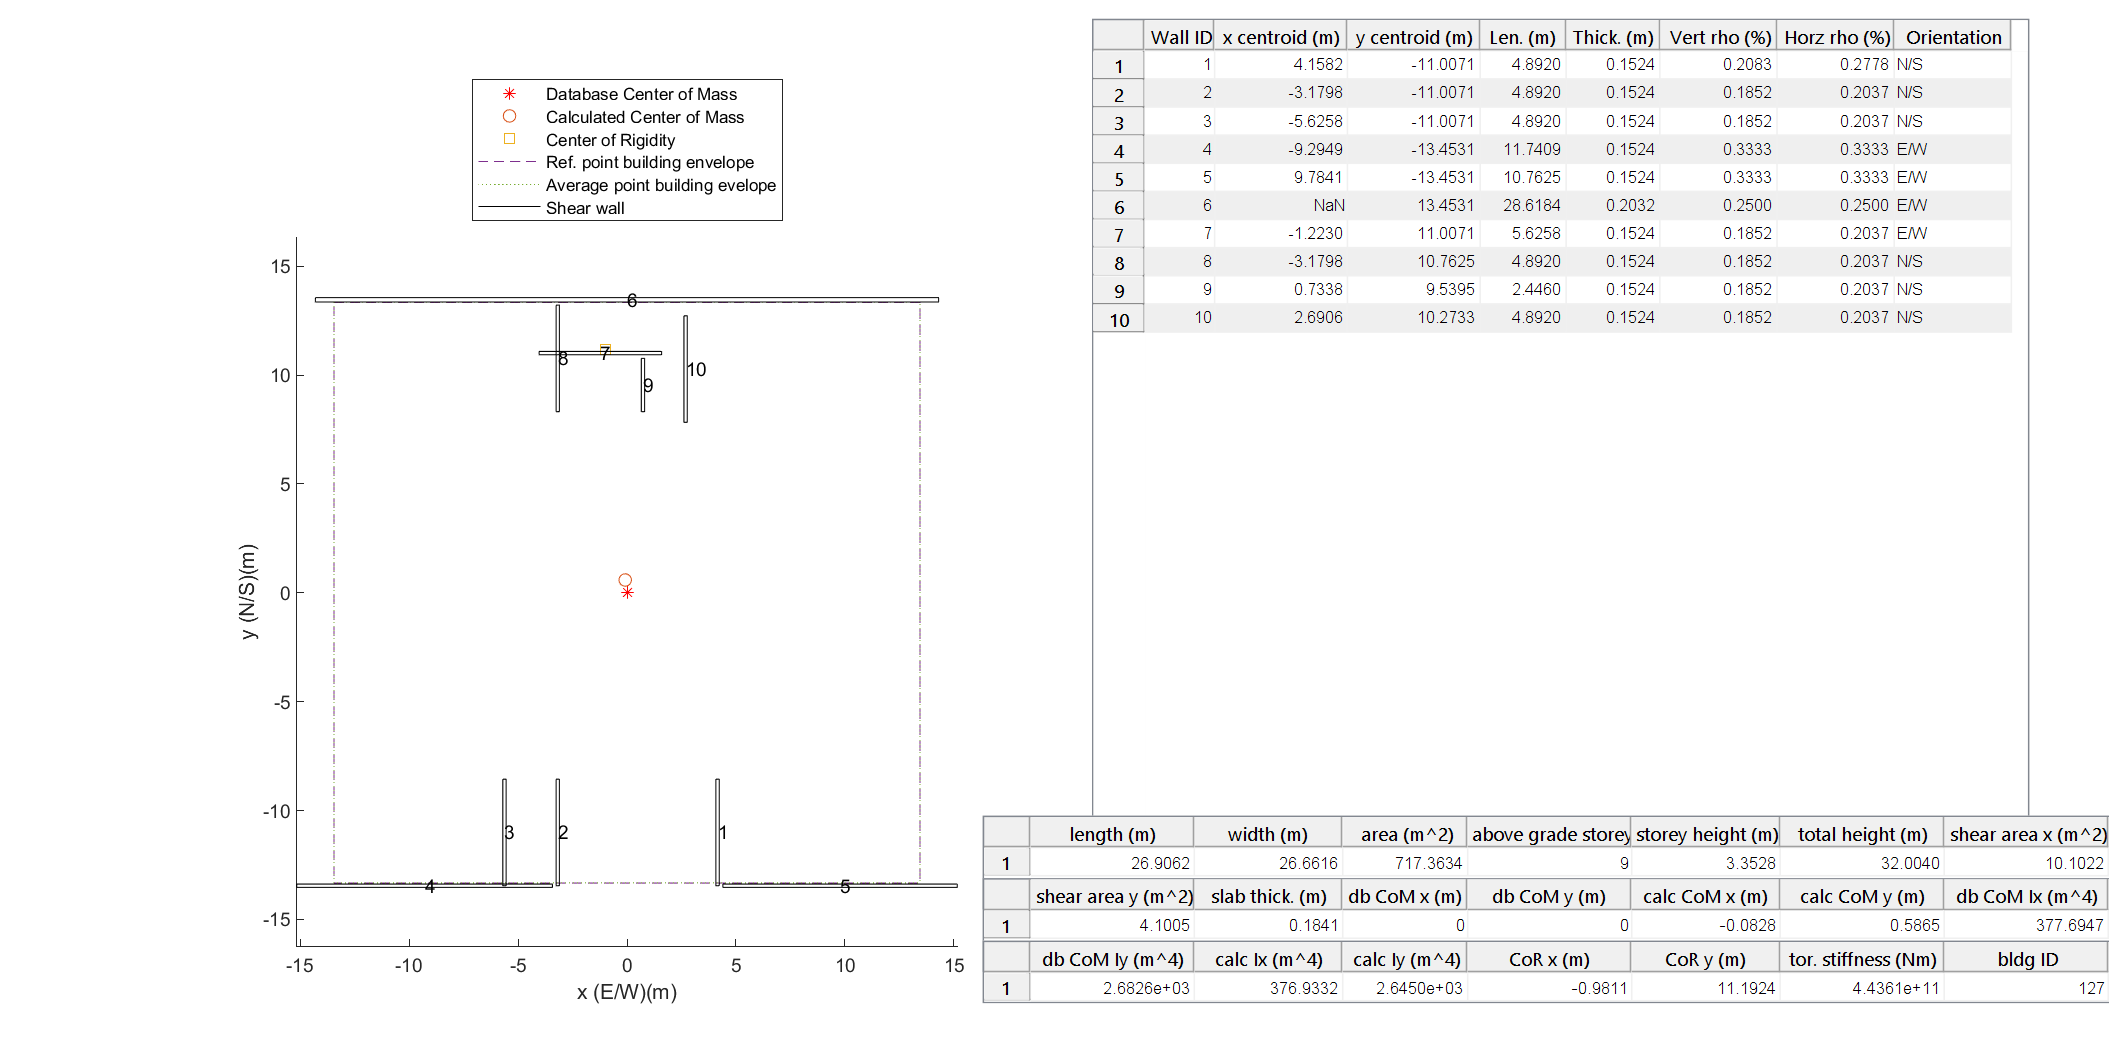 Database Center of Mass
Calculated Center of Mass
Center of Rigidity
Ref. point building envelope
Average point building evelope
Shear wall
15
10
5
0
-5
-10
-15
y (N/S)(m)
-15 -10 -5 0 5 10 15
x (E/W)(m)
6
7
8
9
10
3 2 1
4 5
Wall ID x centroid (m) y centroid (m) Len. (m) Thick. (m) Vert rho (%) Horz rho (%) Orientation
1 1 4.1582 -11.0071 4.8920 0.1524 0.2083 0.2778 N/S
2 2 -3.1798 -11.0071 4.8920 0.1524 0.1852 0.2037 N/S
3 3 -5.6258 -11.0071 4.8920 0.1524 0.1852 0.2037 N/S
4 4 -9.2949 -13.4531 11.7409 0.1524 0.3333 0.3333 E/W
5 5 9.7841 -13.4531 10.7625 0.1524 0.3333 0.3333 E/W
6 6 NaN 13.4531 28.6184 0.2032 0.2500 0.2500 E/W
7 7 -1.2230 11.0071 5.6258 0.1524 0.1852 0.2037 E/W
8 8 -3.1798 10.7625 4.8920 0.1524 0.1852 0.2037 N/S
9 9 0.7338 9.5395 2.4460 0.1524 0.1852 0.2037 N/S
10 10 2.6906 10.2733 4.8920 0.1524 0.1852 0.2037 N/S
length (m) width (m) area (m^2) above grade storey storey height (m) total height (m) shear area x (m^2)
1 26.9062 26.6616 717.3634 9 3.3528 32.0040 10.1022
shear area y (m^2) slab thick. (m) db CoM x (m) db CoM y (m) calc CoM x (m) calc CoM y (m) db CoM Ix (m^4)
1 4.1005 0.1841 0 0 -0.0828 0.5865 377.6947
db CoM Iy (m^4) calc Ix (m^4) calc Iy (m^4) CoR x (m) CoR y (m) tor. stiffness (Nm) bldg ID
1 2.6826e+03 376.9332 2.6450e+03 -0.9811 11.1924 4.4361e+11 127